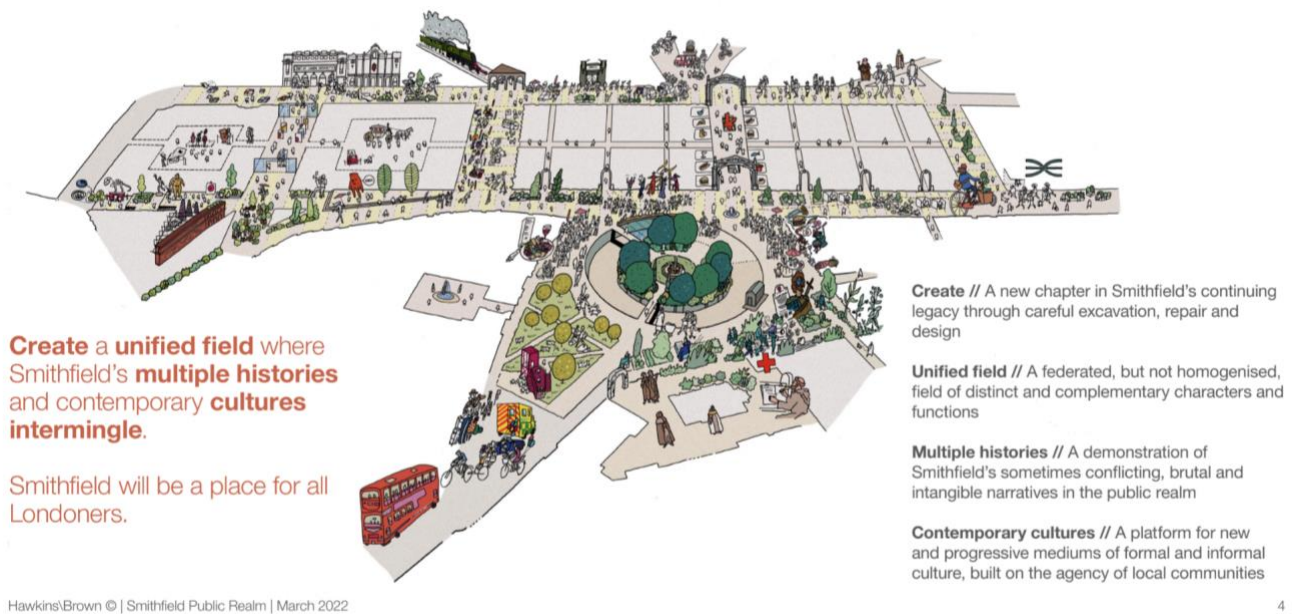 Create a unified field where
Smithfield's multiple histories
and contemporary cultures
intermingle.
Smithfield will be a place for all
Londoners.
Create // A new chapter in Smithfield's continuing
legacy through careful excavation, repair and
design
Unified field // A federated, but not homogenised,
field of distinct and complementary characters and
functions
Multiple histories // A demonstration of
Smithfield's sometimes conflicting, brutal and
intangible narratives in the public realm
Contemporary cultures // A platform for new
and progressive mediums of formal and informal
culture, built on the agency of local communities
Hawkins\Brown © | Smithfield Public Realm | March 2022
4